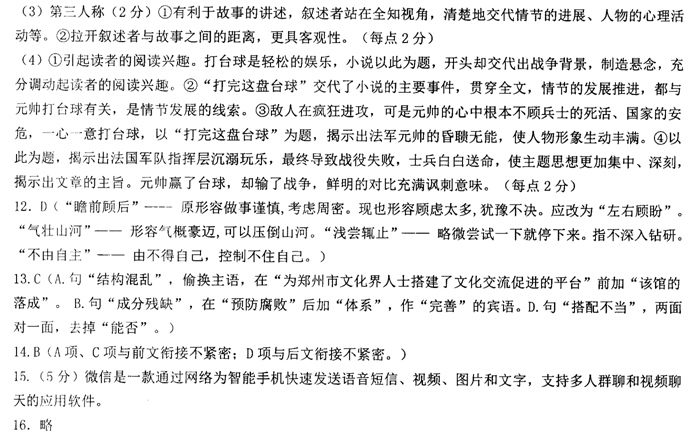 （3）第三人称（2 分）①有利于故事的讲述，叙述者站在全知视角，清楚地交代情节的进展、人物的心理活
动等。②拉开叙述者与故事之间的距离，更具客观性。（每点 2 分）
（4）①引起读者的阅读兴趣。打台球是轻松的娱乐，小说以此为题，开头却交代出战争背景，制造悬念，充
分调动起读者的阅读兴趣。②“打完这盘台球”交代了小说的主要事件，贯穿全文，情节的发展推进，都与
元帅打台球有关，是情节发展的线索。③敌人在疯狂进攻，可是元帅的心中根本不顾兵士的死活、国家的安
危，一心一意打台球，以“打完这盘台球”为题，揭示出法军元帅的昏聩无能，使人物形象生动丰满。④以
此为题，揭示出法国军队指挥层沉溺玩乐，最终导致战役失败，士兵白白送命，使主题思想更加集中、深刻，
揭示出文章的主旨。元帅赢了台球，却输了战争，鲜明的对比充满讽刺意味。（每点 2 分）
12. D（“瞻前顾后”—— 原形容做事谨慎,考虑周密。现也形容顾虑太多,犹豫不决。应改为“左右顾盼”。
“气壮山河”—— 形容气概豪迈,可以压倒山河。“浅尝辄止”—— 略微尝试一下就停下来。指不深入钻研。
“不由自主”—— 由不得自己，控制不住自己。）
13.C（A.句“结构混乱”，偷换主语，在“为郑州市文化界人士搭建了文化交流促进的平台”前加“该馆的
落成”。 B.句“成分残缺”，在“预防腐败”后加“体系”，作“完善”的宾语。D.句“搭配不当”，两面
对一面，去掉“能否”。）
14.B（A 项、C 项与前文衔接不紧密；D 项与后文衔接不紧密。）
15.（5 分）微信是一款通过网络为智能手机快速发送语音短信、视频、图片和文字，支持多人群聊和视频聊
天的应用软件。
16. 略